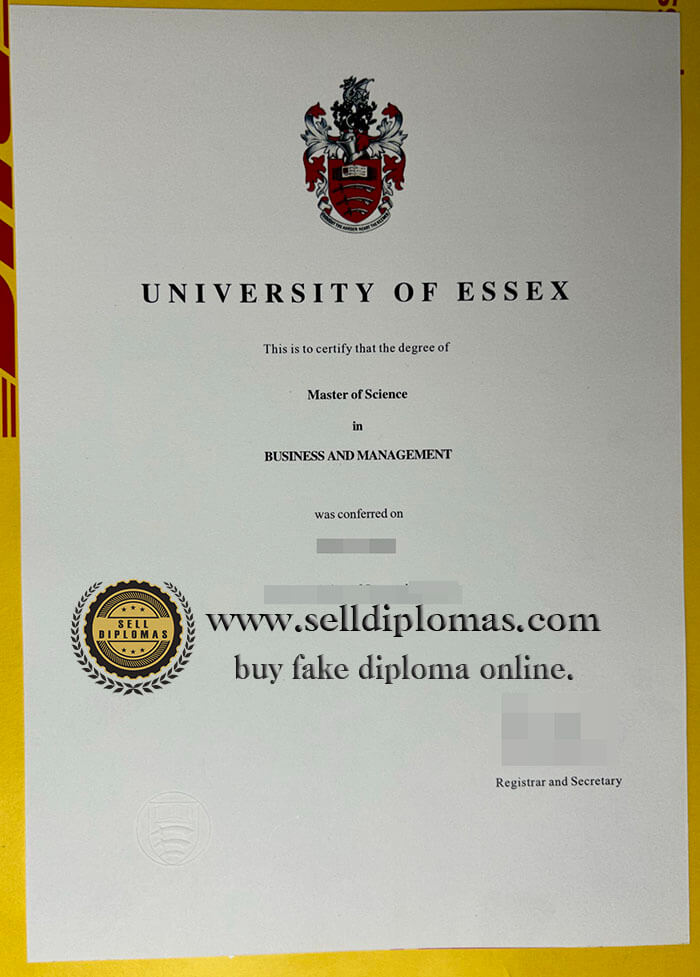 UNIVERSITY OF ESSEX
This is to certify that the degree of
Master of Science
in
BUSINESS AND MANAGEMENT
was conferred on
SELL
DIPLOMAS
www.selldiplomas.com
buy fake diploma online.
Registrar and Secretary